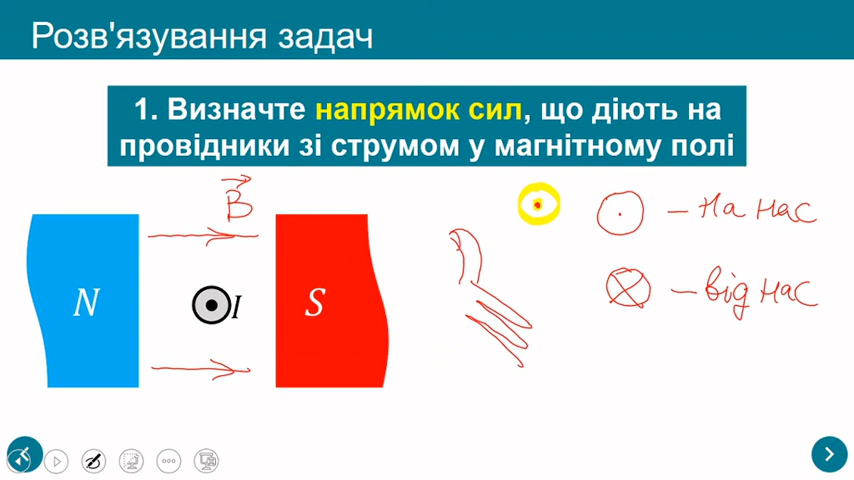 Розв'язування задач
1. Визначте напрямок сил, що діють на
провідники зі струмом у магнітному полі
B
N
I
S
– на нас
– від нас